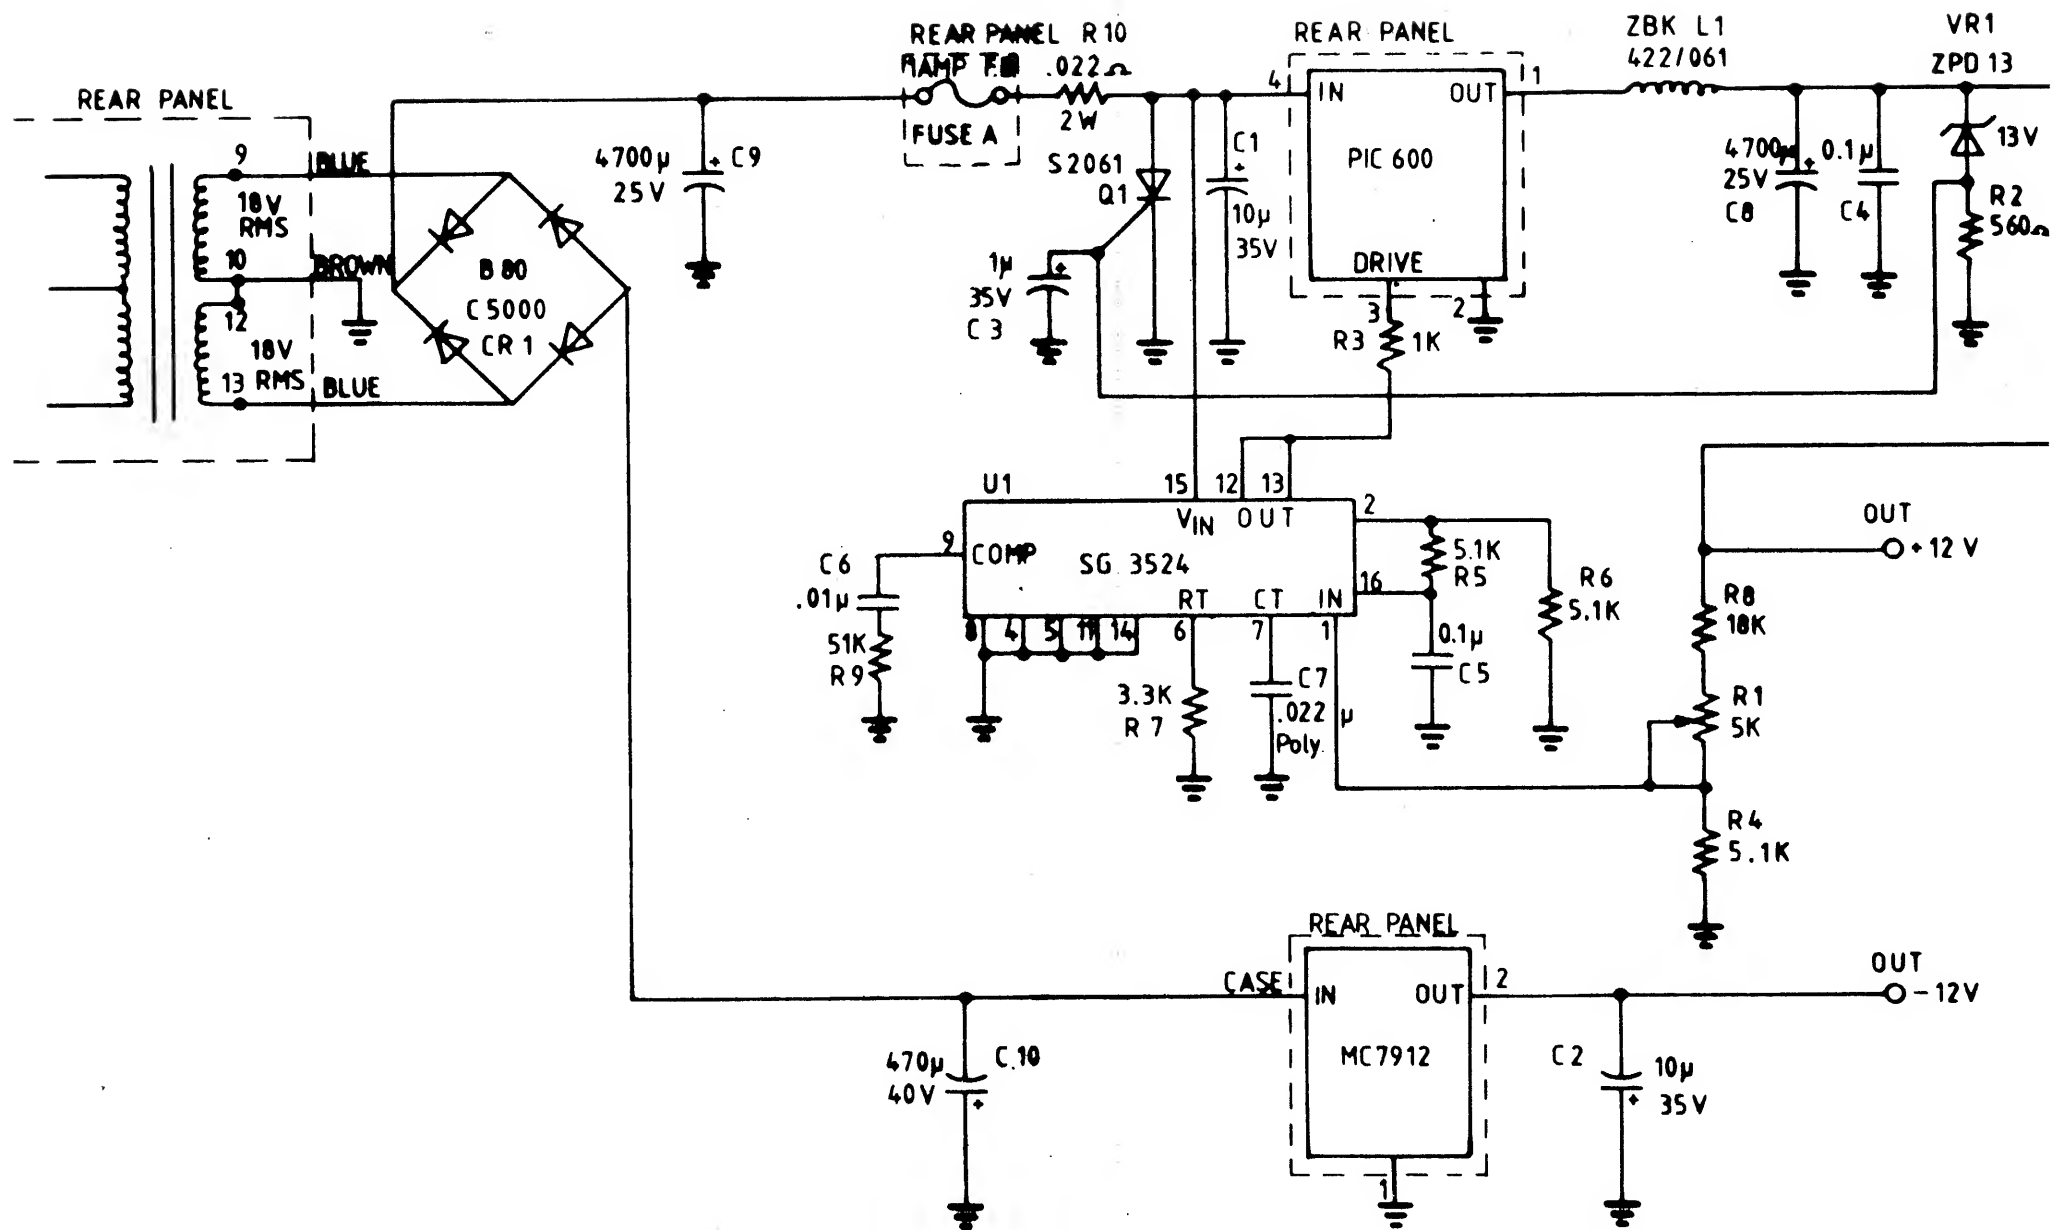 REAR PANEL
9
BLUE
18V
RMS
10
BROWN
12
18V
RMS
13
BLUE
B 80
C 5000
CR 1
4700µ
25V
+ C9
REAR PANEL
FUSE A
R10
.022Ω
2W
S2061
Q1
C1
+
10µ
35V
1µ
35V
C 3
+
REAR PANEL
4
IN
OUT
1
PIC 600
DRIVE
3
2
R3
1K
ZBK L1
422/061
4700µ
25V
C8
+
0.1µ
C4
VR1
ZPD 13
13V
R2
560Ω
U1
15
12
13
VIN
OUT
2
9
COMP
SG 3524
16
RT
CT
IN
8
4
5
11
14
6
7
1
C6
.01µ
51K
R9
3.3K
R 7
C7
.022 µ
Poly.
5.1K
R5
0.1µ
C5
R6
5.1K
OUT
+12 V
R8
18K
R1
5K
R4
5.1K
REAR PANEL
CASE
IN
OUT
2
MC7912
1
470µ
40V
C.10
+
C2
10µ
35V
+
OUT
-12V